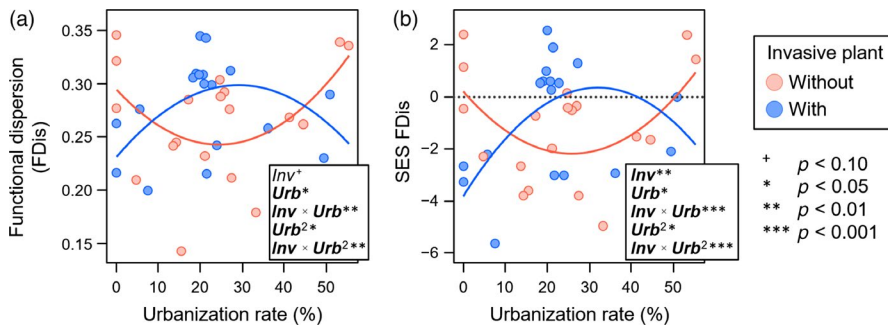 (a)
Functional dispersion
(FDis)
0.35
0.30
0.25
0.20
0.15
Inv⁺
Urb*
Inv × Urb**
Urb²*
Inv × Urb²**
0 10 20 30 40 50
Urbanization rate (%)
(b)
SES FDis
2
0
−2
−4
−6
Inv**
Urb*
Inv × Urb***
Urb²*
Inv × Urb²***
0 10 20 30 40 50
Urbanization rate (%)
Invasive plant
Without
With
+ p < 0.10
* p < 0.05
** p < 0.01
*** p < 0.001